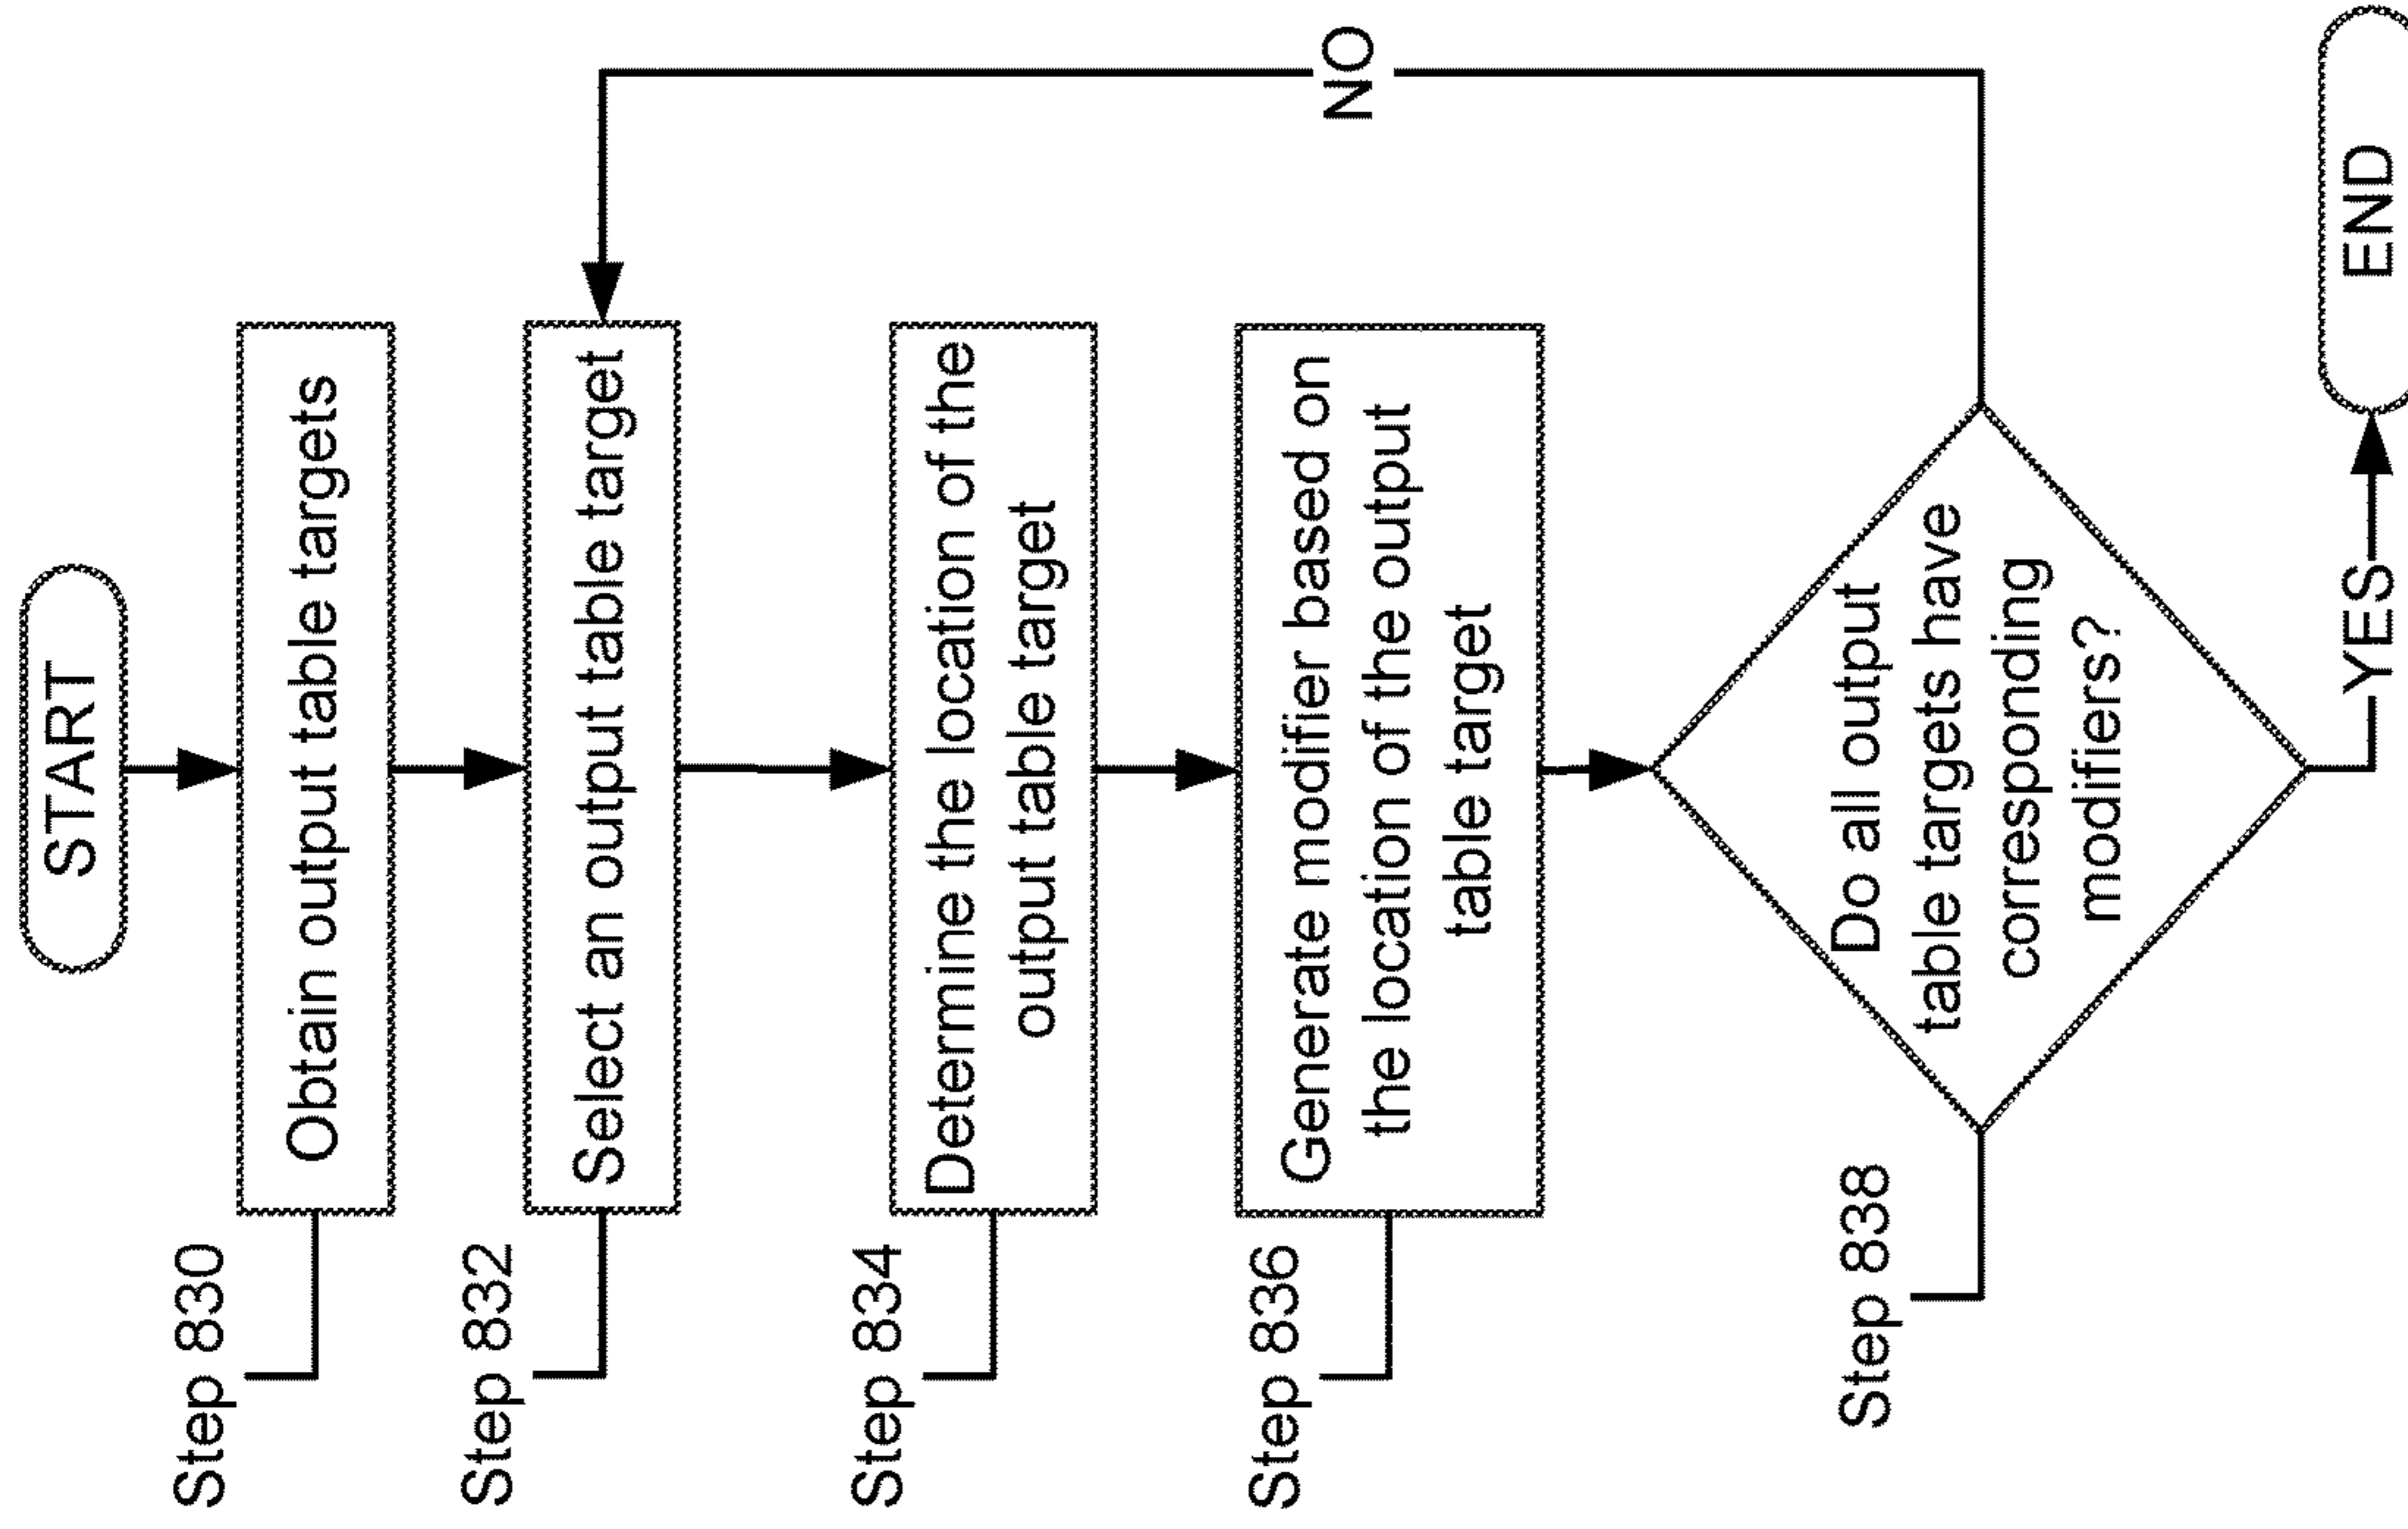 START
Step 830
Obtain output table targets
Step 832
Select an output table target
Step 834
Determine the location of the
output table target
Step 836
Generate modifier based on
the location of the output
table target
Step 838
Do all output
table targets have
corresponding
modifiers?
NO
YES
END